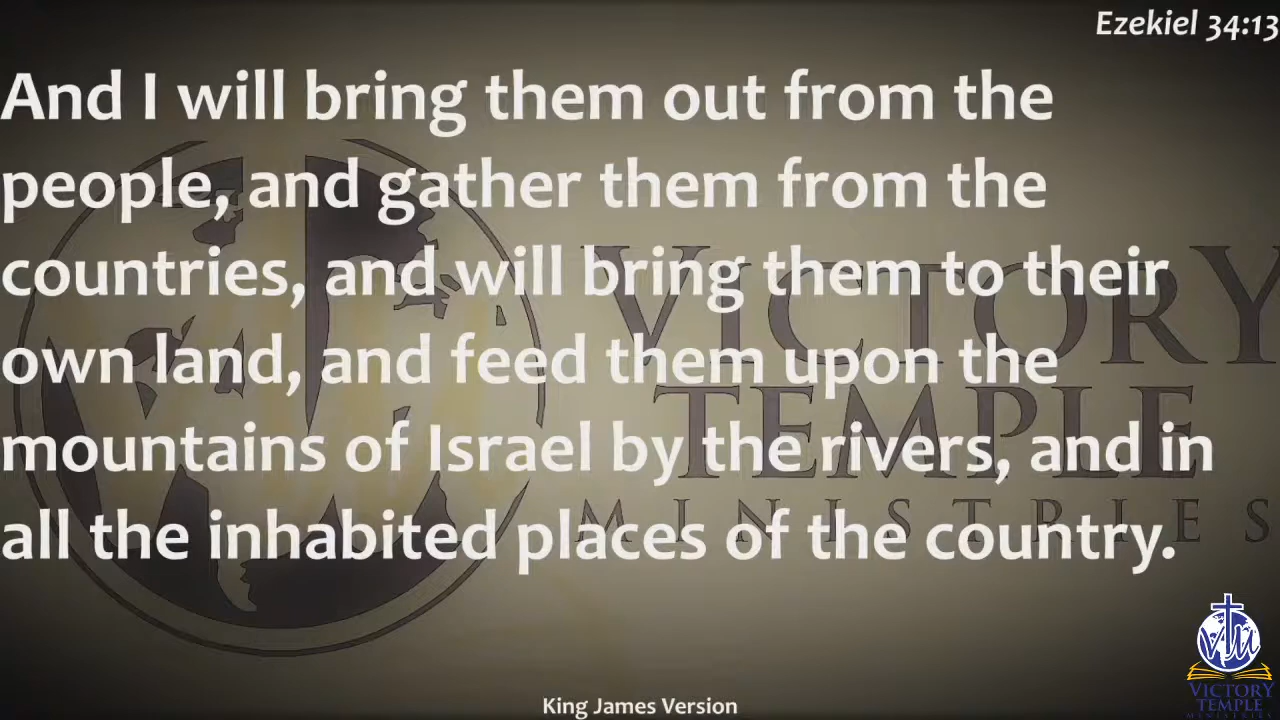 Ezekiel 34:13
And I will bring them out from the
people, and gather them from the
countries, and will bring them to their
own land, and feed them upon the
mountains of Israel by the rivers, and in
all the inhabited places of the country.
VICTORY
TEMPLE
MINISTRIES
VTM
VICTORY
TEMPLE
MINISTRIES
King James Version